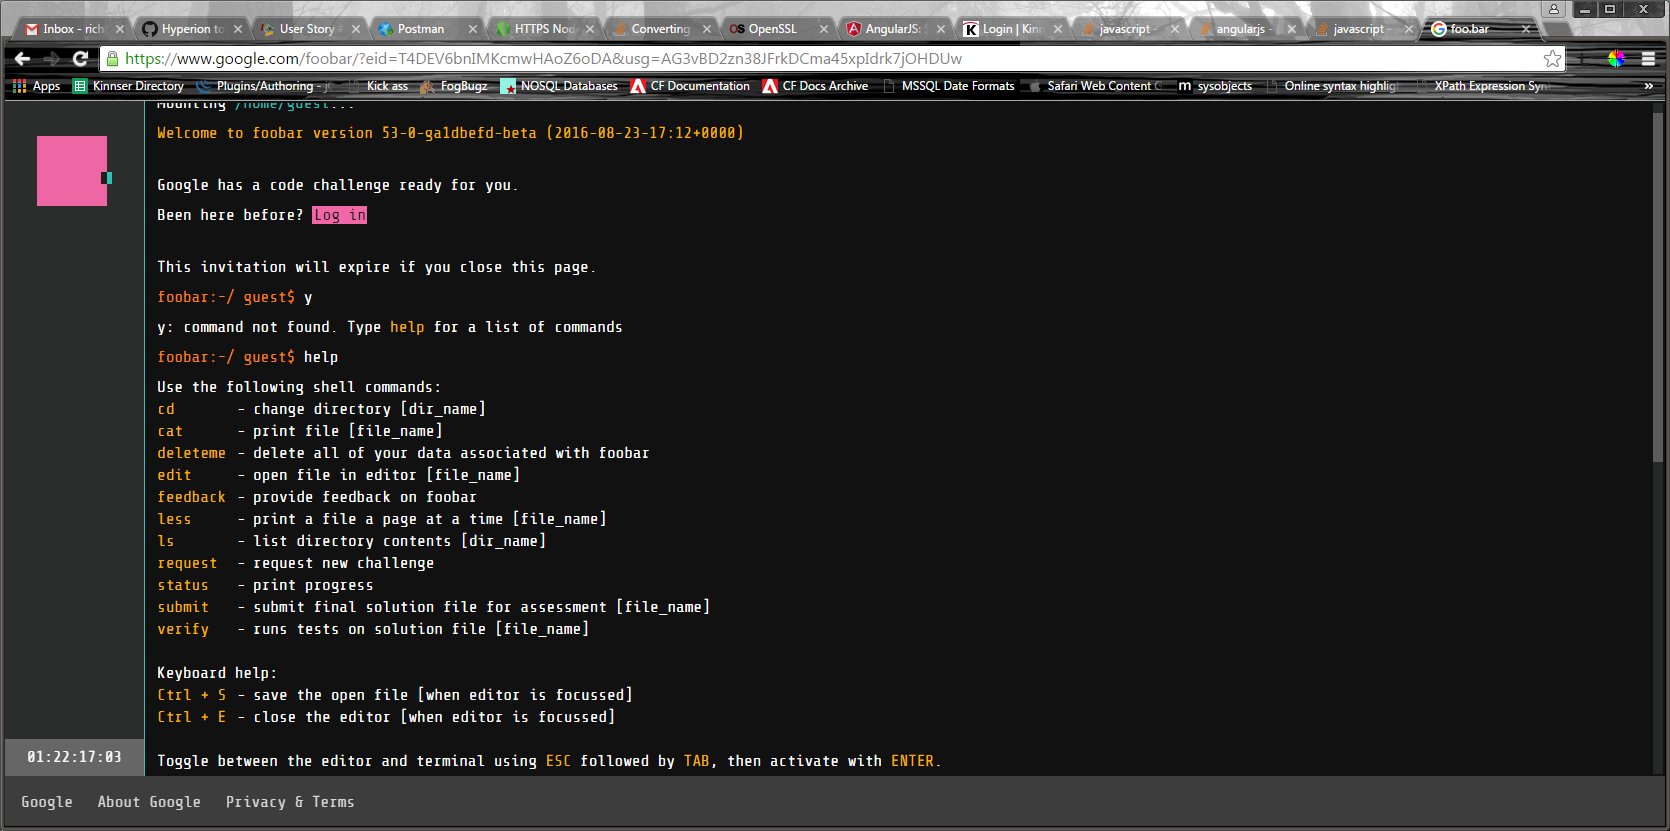 Inbox - rich
Hyperion to
User Story #
Postman
HTTPS Nod
Converting
OpenSSL
AngularJS:
Login | Kin
javascript -
angularjs -
javascript -
foo.bar
https://www.google.com/foobar/?eid=T4DEV6bnIMKcmwHAoZ6oDA&usg=AG3vBD2zn38JFrkDCma45xpIdrk7jOHDUw
Apps
Kinnser Directory
Plugins/Authoring - j
Kick ass
FogBugz
NOSQL Databases
CF Documentation
CF Docs Archive
MSSQL Date Formats
Safari Web Content
sysobjects
Online syntax highlig
XPath Expression Syn
»
Mounting /home/guest...
Welcome to foobar version 53-0-ga1dbefd-beta (2016-08-23-17:12+0000)
Google has a code challenge ready for you.
Been here before? Log in
This invitation will expire if you close this page.
foobar:~/ guest$ y
y: command not found. Type help for a list of commands
foobar:~/ guest$ help
Use the following shell commands:
cd - change directory [dir_name]
cat - print file [file_name]
deleteme - delete all of your data associated with foobar
edit - open file in editor [file_name]
feedback - provide feedback on foobar
less - print a file a page at a time [file_name]
ls - list directory contents [dir_name]
request - request new challenge
status - print progress
submit - submit final solution file for assessment [file_name]
verify - runs tests on solution file [file_name]
Keyboard help:
Ctrl + S - save the open file [when editor is focussed]
Ctrl + E - close the editor [when editor is focussed]
01:22:17:03
Toggle between the editor and terminal using ESC followed by TAB, then activate with ENTER.
Google About Google Privacy & Terms